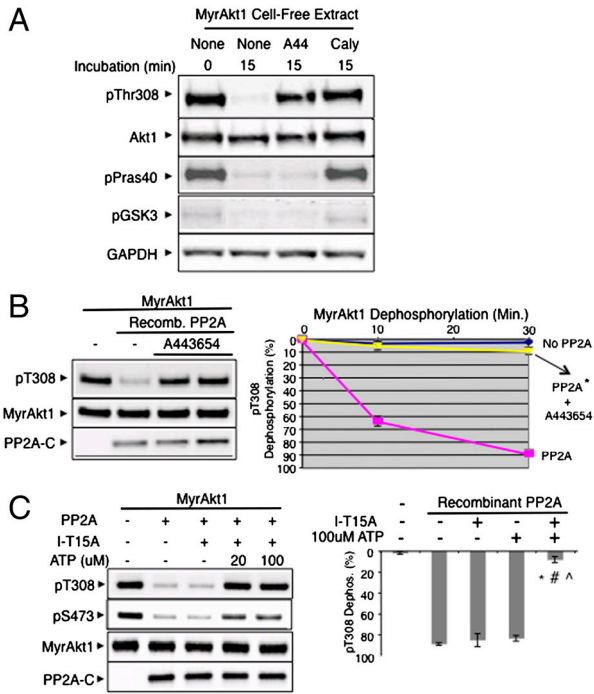 A
MyrAkt1 Cell-Free Extract
None None A44 Caly
Incubation (min) 0 15 15 15
pThr308
Akt1
pPras40
pGSK3
GAPDH
B
MyrAkt1
Recomb. PP2A
A443654
- -
pT308
MyrAkt1
PP2A-C
MyrAkt1 Dephosphorylation (Min.)
0 10 20 30
0
10
20
30
40
50
60
70
80
90
100
pT308
Dephosphorylation (%)
No PP2A
PP2A*
+
A443654
PP2A
C
MyrAkt1
PP2A - + + + +
I-T15A - - + + +
ATP (uM) - - - 20 100
pT308
pS473
MyrAkt1
PP2A-C
- Recombinant PP2A
I-T15A - - + - +
100uM ATP - - - + +
0
20
40
60
80
100
pT308 Dephos. (%)
* # ^